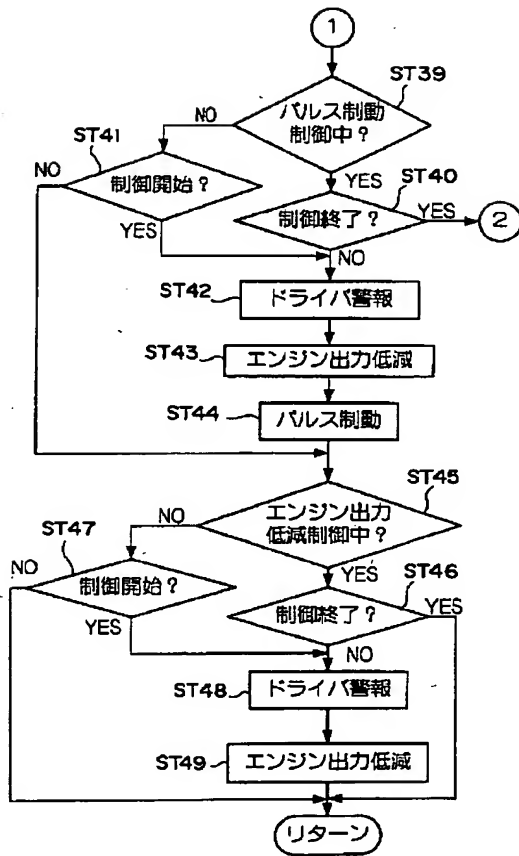 1
ST39
パルス制動
制御中？
NO
YES
ST41
制御開始？
NO
YES
ST40
制御終了？
YES
2
NO
ST42
ドライバ警報
ST43
エンジン出力低減
ST44
パルス制動
ST45
エンジン出力
低減制御中？
NO
YES
ST47
制御開始？
NO
YES
ST46
制御終了？
YES
NO
ST48
ドライバ警報
ST49
エンジン出力低減
リターン